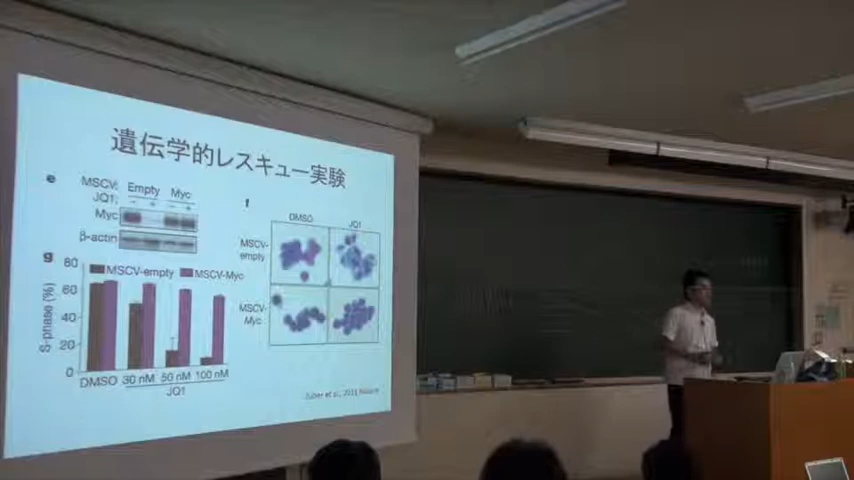 遺伝学的レスキュー実験
e
MSCV: Empty Myc
JQ1: - + - +
Myc
β-actin
f
DMSO JQ1
MSCV-
empty
MSCV-
Myc
g
MSCV-empty MSCV-Myc
S-phase (%)
80
60
40
20
0
DMSO 30 nM 50 nM 100 nM
JQ1
et al., 2011 Nature